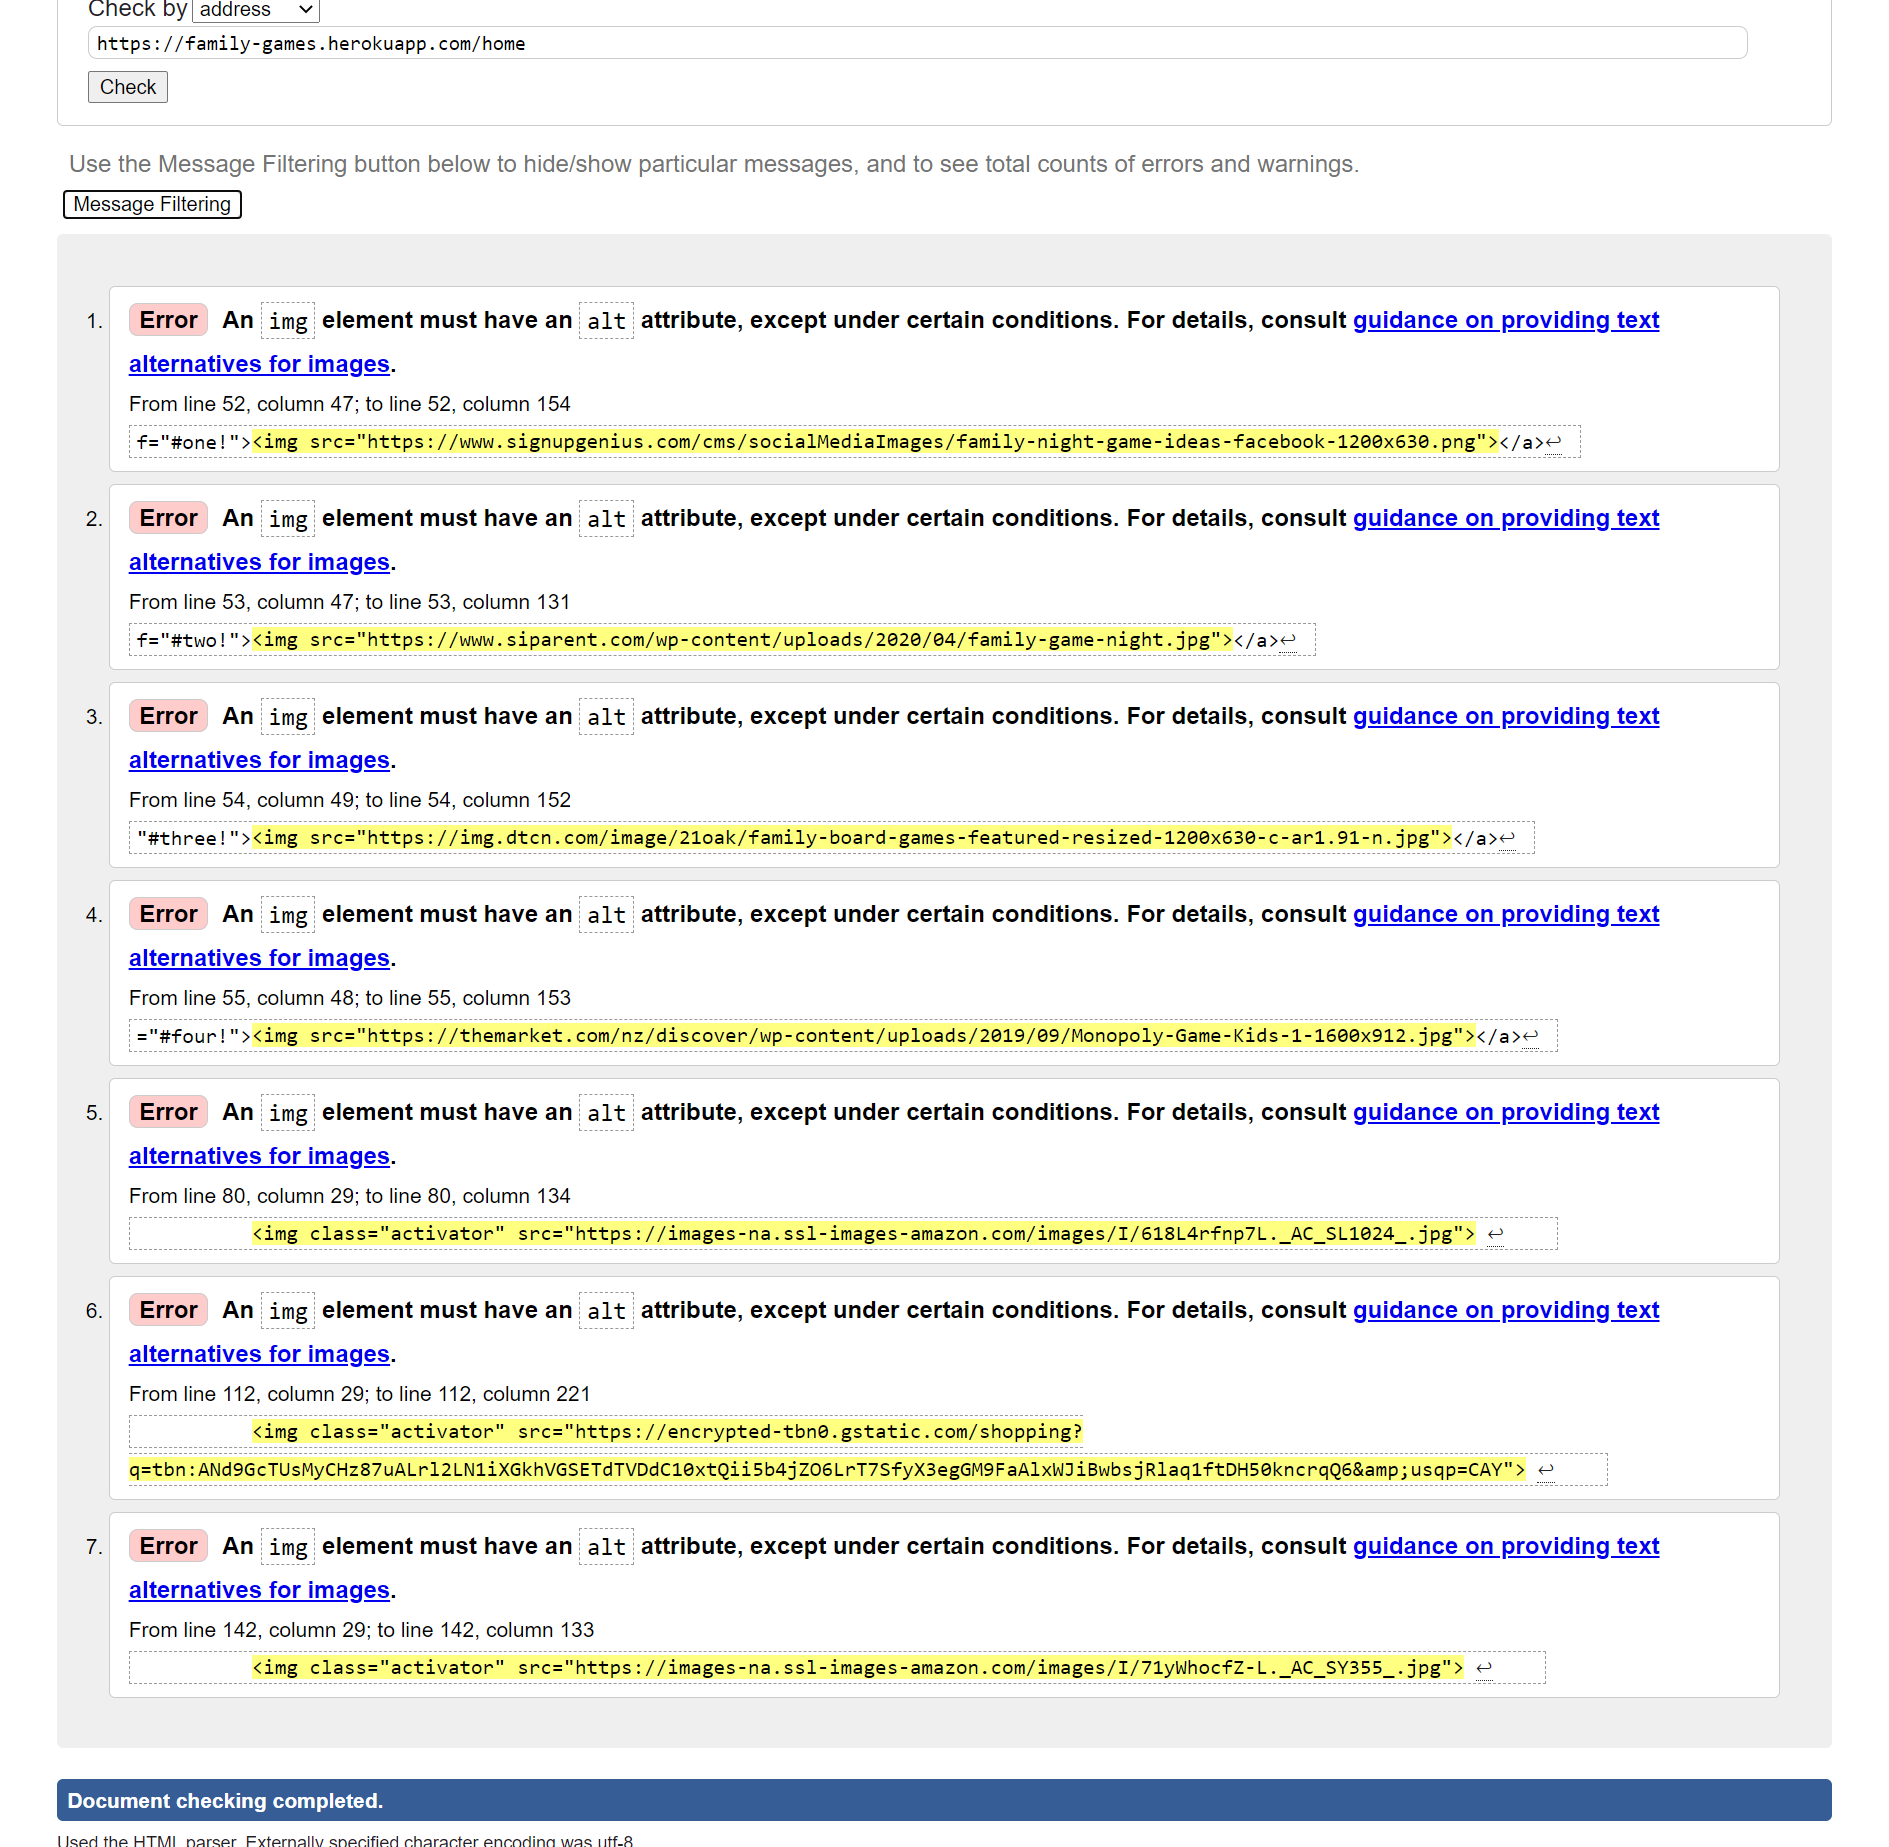 Check by address
https://family-games.herokuapp.com/home
Check
Use the Message Filtering button below to hide/show particular messages, and to see total counts of errors and warnings.
Message Filtering
1. Error An img element must have an alt attribute, except under certain conditions. For details, consult guidance on providing text
alternatives for images.
From line 52, column 47; to line 52, column 154
f="#one!"><img src="https://www.signupgenius.com/cms/socialMediaImages/family-night-game-ideas-facebook-1200x630.png"></a>↩
2. Error An img element must have an alt attribute, except under certain conditions. For details, consult guidance on providing text
alternatives for images.
From line 53, column 47; to line 53, column 131
f="#two!"><img src="https://www.siparent.com/wp-content/uploads/2020/04/family-game-night.jpg"></a>↩
3. Error An img element must have an alt attribute, except under certain conditions. For details, consult guidance on providing text
alternatives for images.
From line 54, column 49; to line 54, column 152
"#three!"><img src="https://img.dtcn.com/image/21oak/family-board-games-featured-resized-1200x630-c-ar1.91-n.jpg"></a>↩
4. Error An img element must have an alt attribute, except under certain conditions. For details, consult guidance on providing text
alternatives for images.
From line 55, column 48; to line 55, column 153
="#four!"><img src="https://themarket.com/nz/discover/wp-content/uploads/2019/09/Monopoly-Game-Kids-1-1600x912.jpg"></a>↩
5. Error An img element must have an alt attribute, except under certain conditions. For details, consult guidance on providing text
alternatives for images.
From line 80, column 29; to line 80, column 134
<img class="activator" src="https://images-na.ssl-images-amazon.com/images/I/618L4rfnp7L._AC_SL1024_.jpg"> ↩
6. Error An img element must have an alt attribute, except under certain conditions. For details, consult guidance on providing text
alternatives for images.
From line 112, column 29; to line 112, column 221
<img class="activator" src="https://encrypted-tbn0.gstatic.com/shopping?
q=tbn:ANd9GcTUsMyCHz87uALrl2LN1iXGkhVGSETdTVDdC10xtQii5b4jZO6LrT7SfyX3egGM9FaAlxWJiBwbsjRlaq1ftDH50kncrqQ6&amp;usqp=CAY"> ↩
7. Error An img element must have an alt attribute, except under certain conditions. For details, consult guidance on providing text
alternatives for images.
From line 142, column 29; to line 142, column 133
<img class="activator" src="https://images-na.ssl-images-amazon.com/images/I/71yWhocfZ-L._AC_SY355_.jpg"> ↩
Document checking completed.
Used the HTML parser. Externally specified character encoding was utf-8.